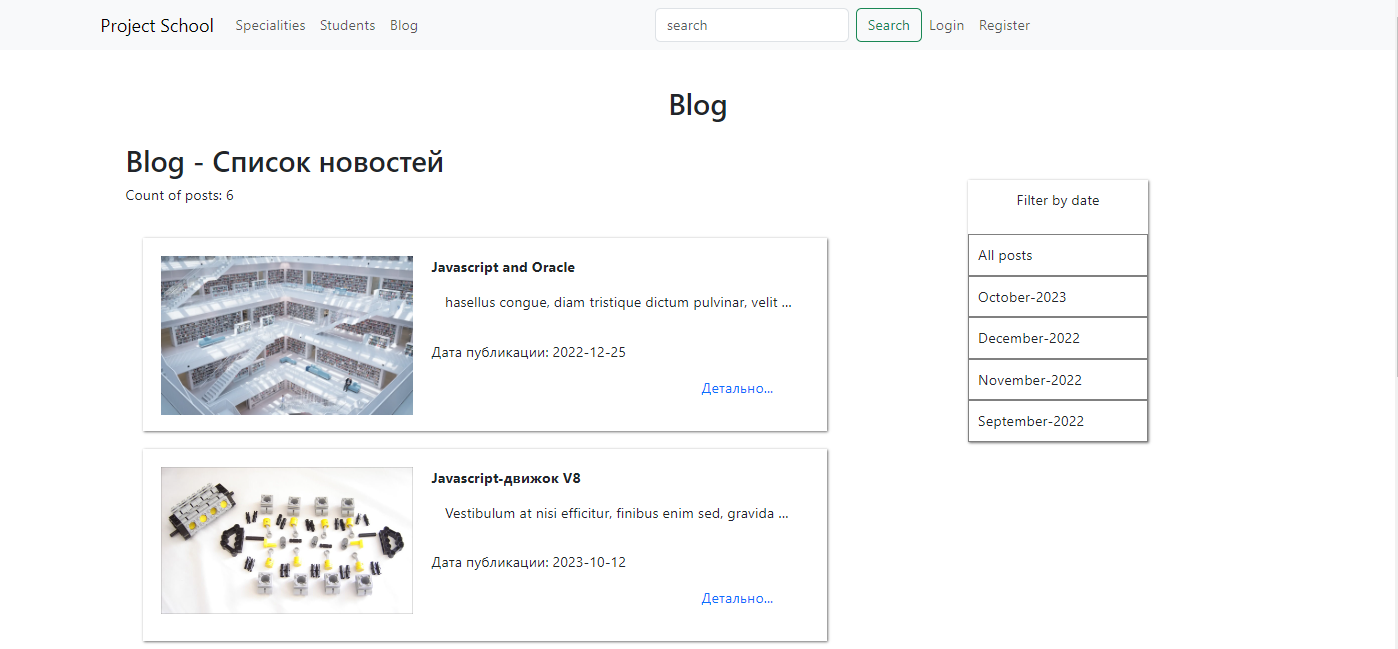 Project School Specialities Students Blog search Search Login Register
Blog
Blog - Список новостей
Count of posts: 6
Javascript and Oracle
hasellus congue, diam tristique dictum pulvinar, velit ...
Дата публикации: 2022-12-25
Детально...
Javascript-движок V8
Vestibulum at nisi efficitur, finibus enim sed, gravida ...
Дата публикации: 2023-10-12
Детально...
Filter by date
All posts
October-2023
December-2022
November-2022
September-2022